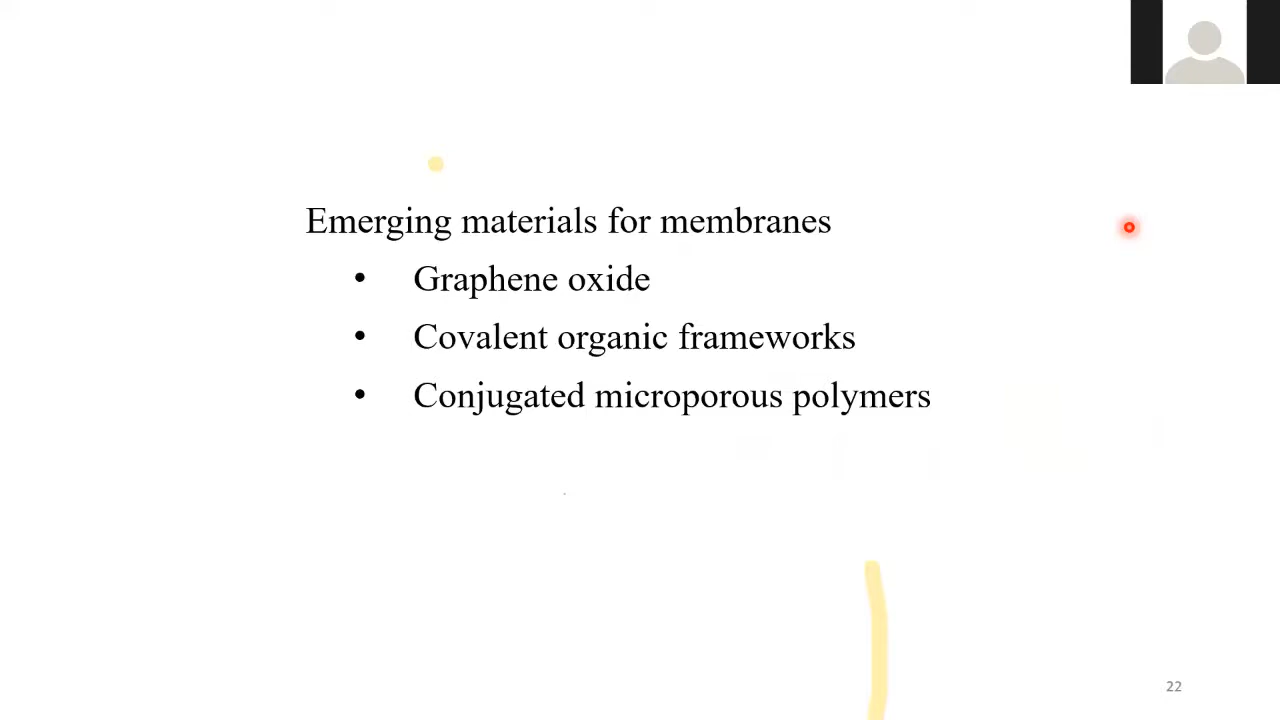 Emerging materials for membranes
• Graphene oxide
• Covalent organic frameworks
• Conjugated microporous polymers
22